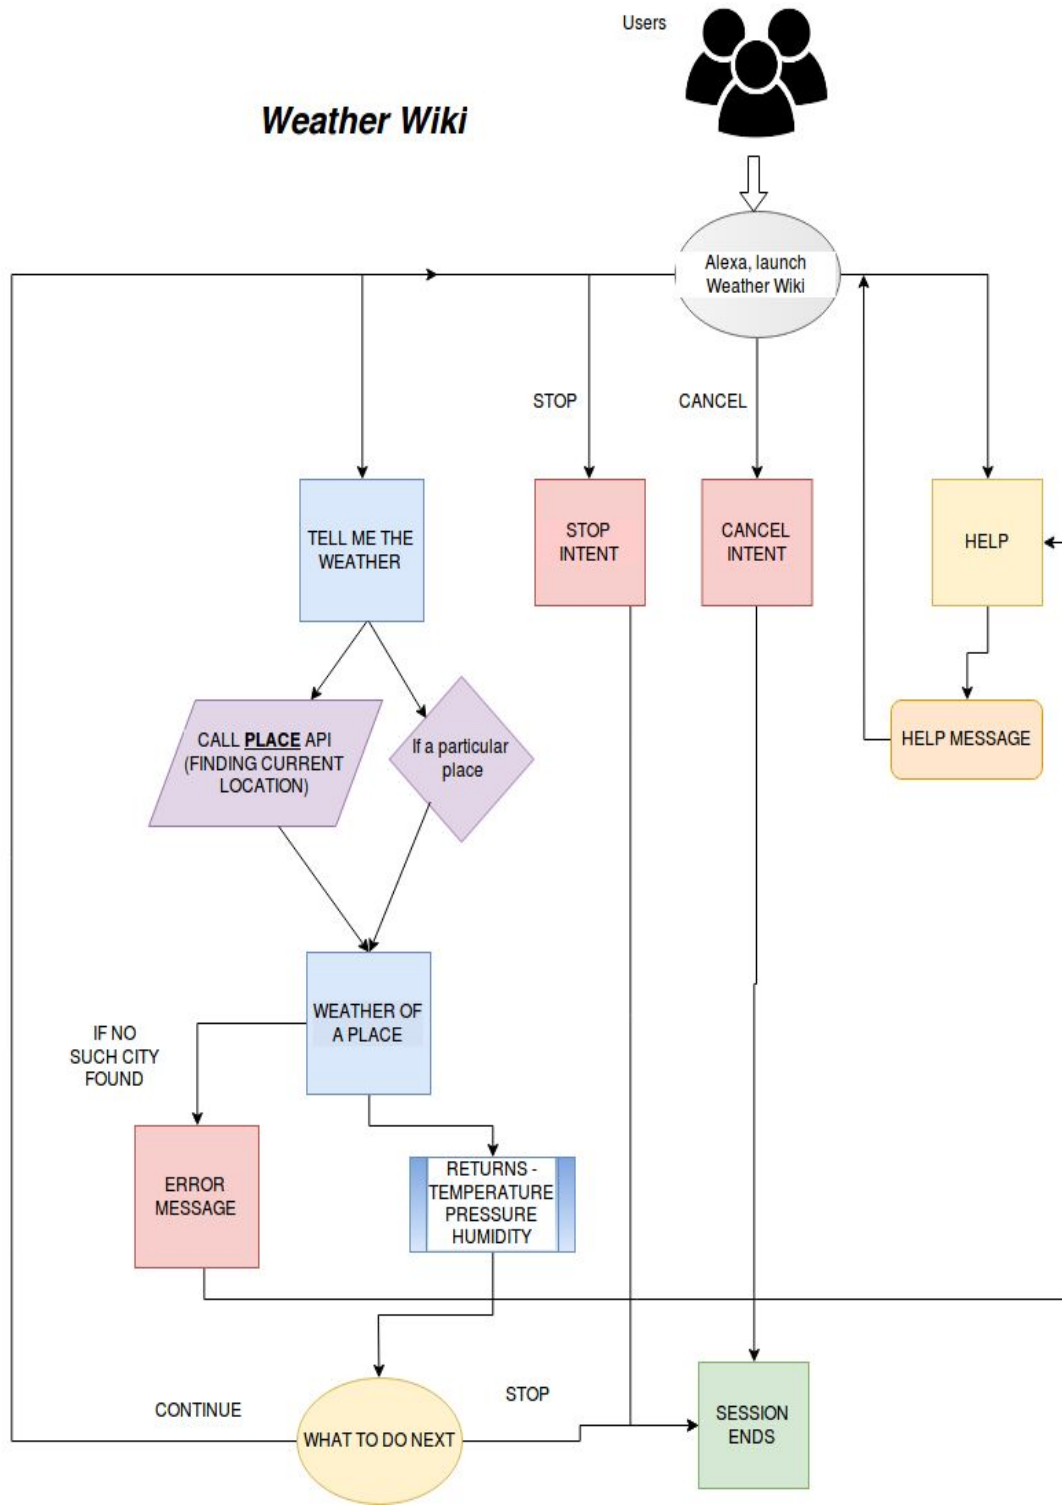 Users
Weather Wiki
Alexa, launch
Weather Wiki
STOP
CANCEL
TELL ME THE
WEATHER
STOP
INTENT
CANCEL
INTENT
HELP
CALL PLACE API
(FINDING CURRENT
LOCATION)
If a particular
place
HELP MESSAGE
WEATHER OF
A PLACE
IF NO
SUCH CITY
FOUND
ERROR
MESSAGE
RETURNS -
TEMPERATURE
PRESSURE
HUMIDITY
CONTINUE
STOP
WHAT TO DO NEXT
SESSION
ENDS